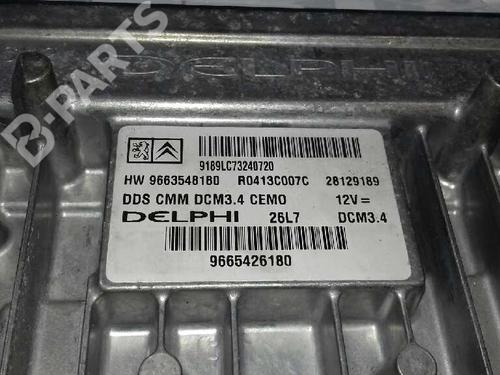 DELPHI
B-PARTS
9189LC73240720
HW 9663548180 R0413C007C 28129189
DDS CMM DCM3.4 CEMO 12V=
DELPHI 26L7 DCM3.4
9665426180